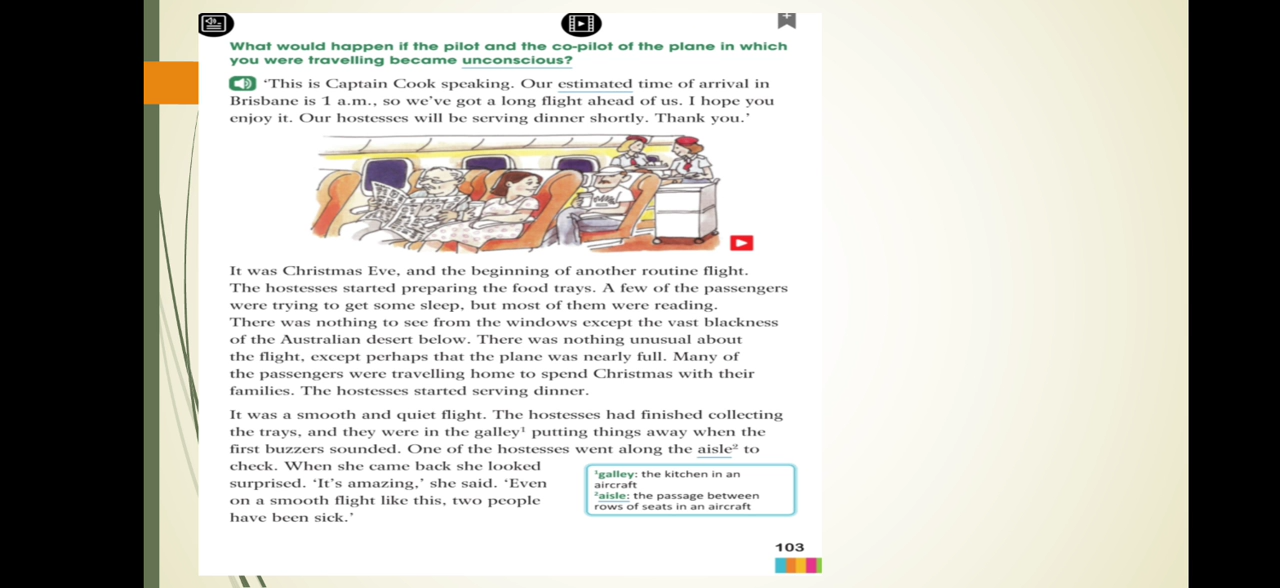 What would happen if the pilot and the co-pilot of the plane in which
you were travelling became unconscious?
‘This is Captain Cook speaking. Our estimated time of arrival in
Brisbane is 1 a.m., so we’ve got a long flight ahead of us. I hope you
enjoy it. Our hostesses will be serving dinner shortly. Thank you.’
It was Christmas Eve, and the beginning of another routine flight.
The hostesses started preparing the food trays. A few of the passengers
were trying to get some sleep, but most of them were reading.
There was nothing to see from the windows except the vast blackness
of the Australian desert below. There was nothing unusual about
the flight, except perhaps that the plane was nearly full. Many of
the passengers were travelling home to spend Christmas with their
families. The hostesses started serving dinner.
It was a smooth and quiet flight. The hostesses had finished collecting
the trays, and they were in the galley¹ putting things away when the
first buzzers sounded. One of the hostesses went along the aisle² to
check. When she came back she looked
surprised. ‘It’s amazing,’ she said. ‘Even
on a smooth flight like this, two people
have been sick.’
¹galley: the kitchen in an
aircraft
²aisle: the passage between
rows of seats in an aircraft
103